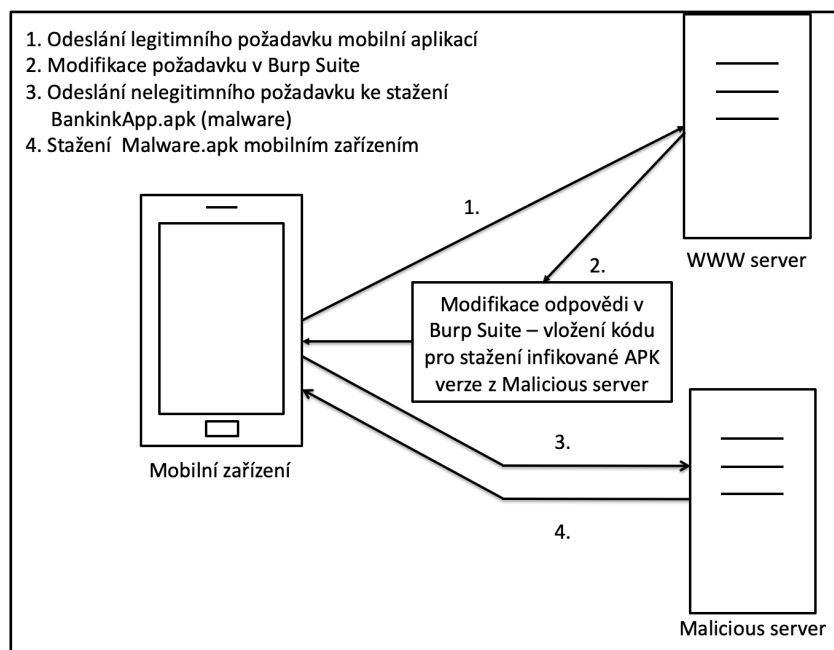 1. Odeslání legitimního požadavku mobilní aplikací
2. Modifikace požadavku v Burp Suite
3. Odeslání nelegitimního požadavku ke stažení
BankinkApp.apk (malware)
4. Stažení Malware.apk mobilním zařízením
1.
WWW server
2.
Modifikace odpovědi v
Burp Suite – vložení kódu
pro stažení infikované APK
verze z Malicious server
3.
Mobilní zařízení
4.
Malicious server